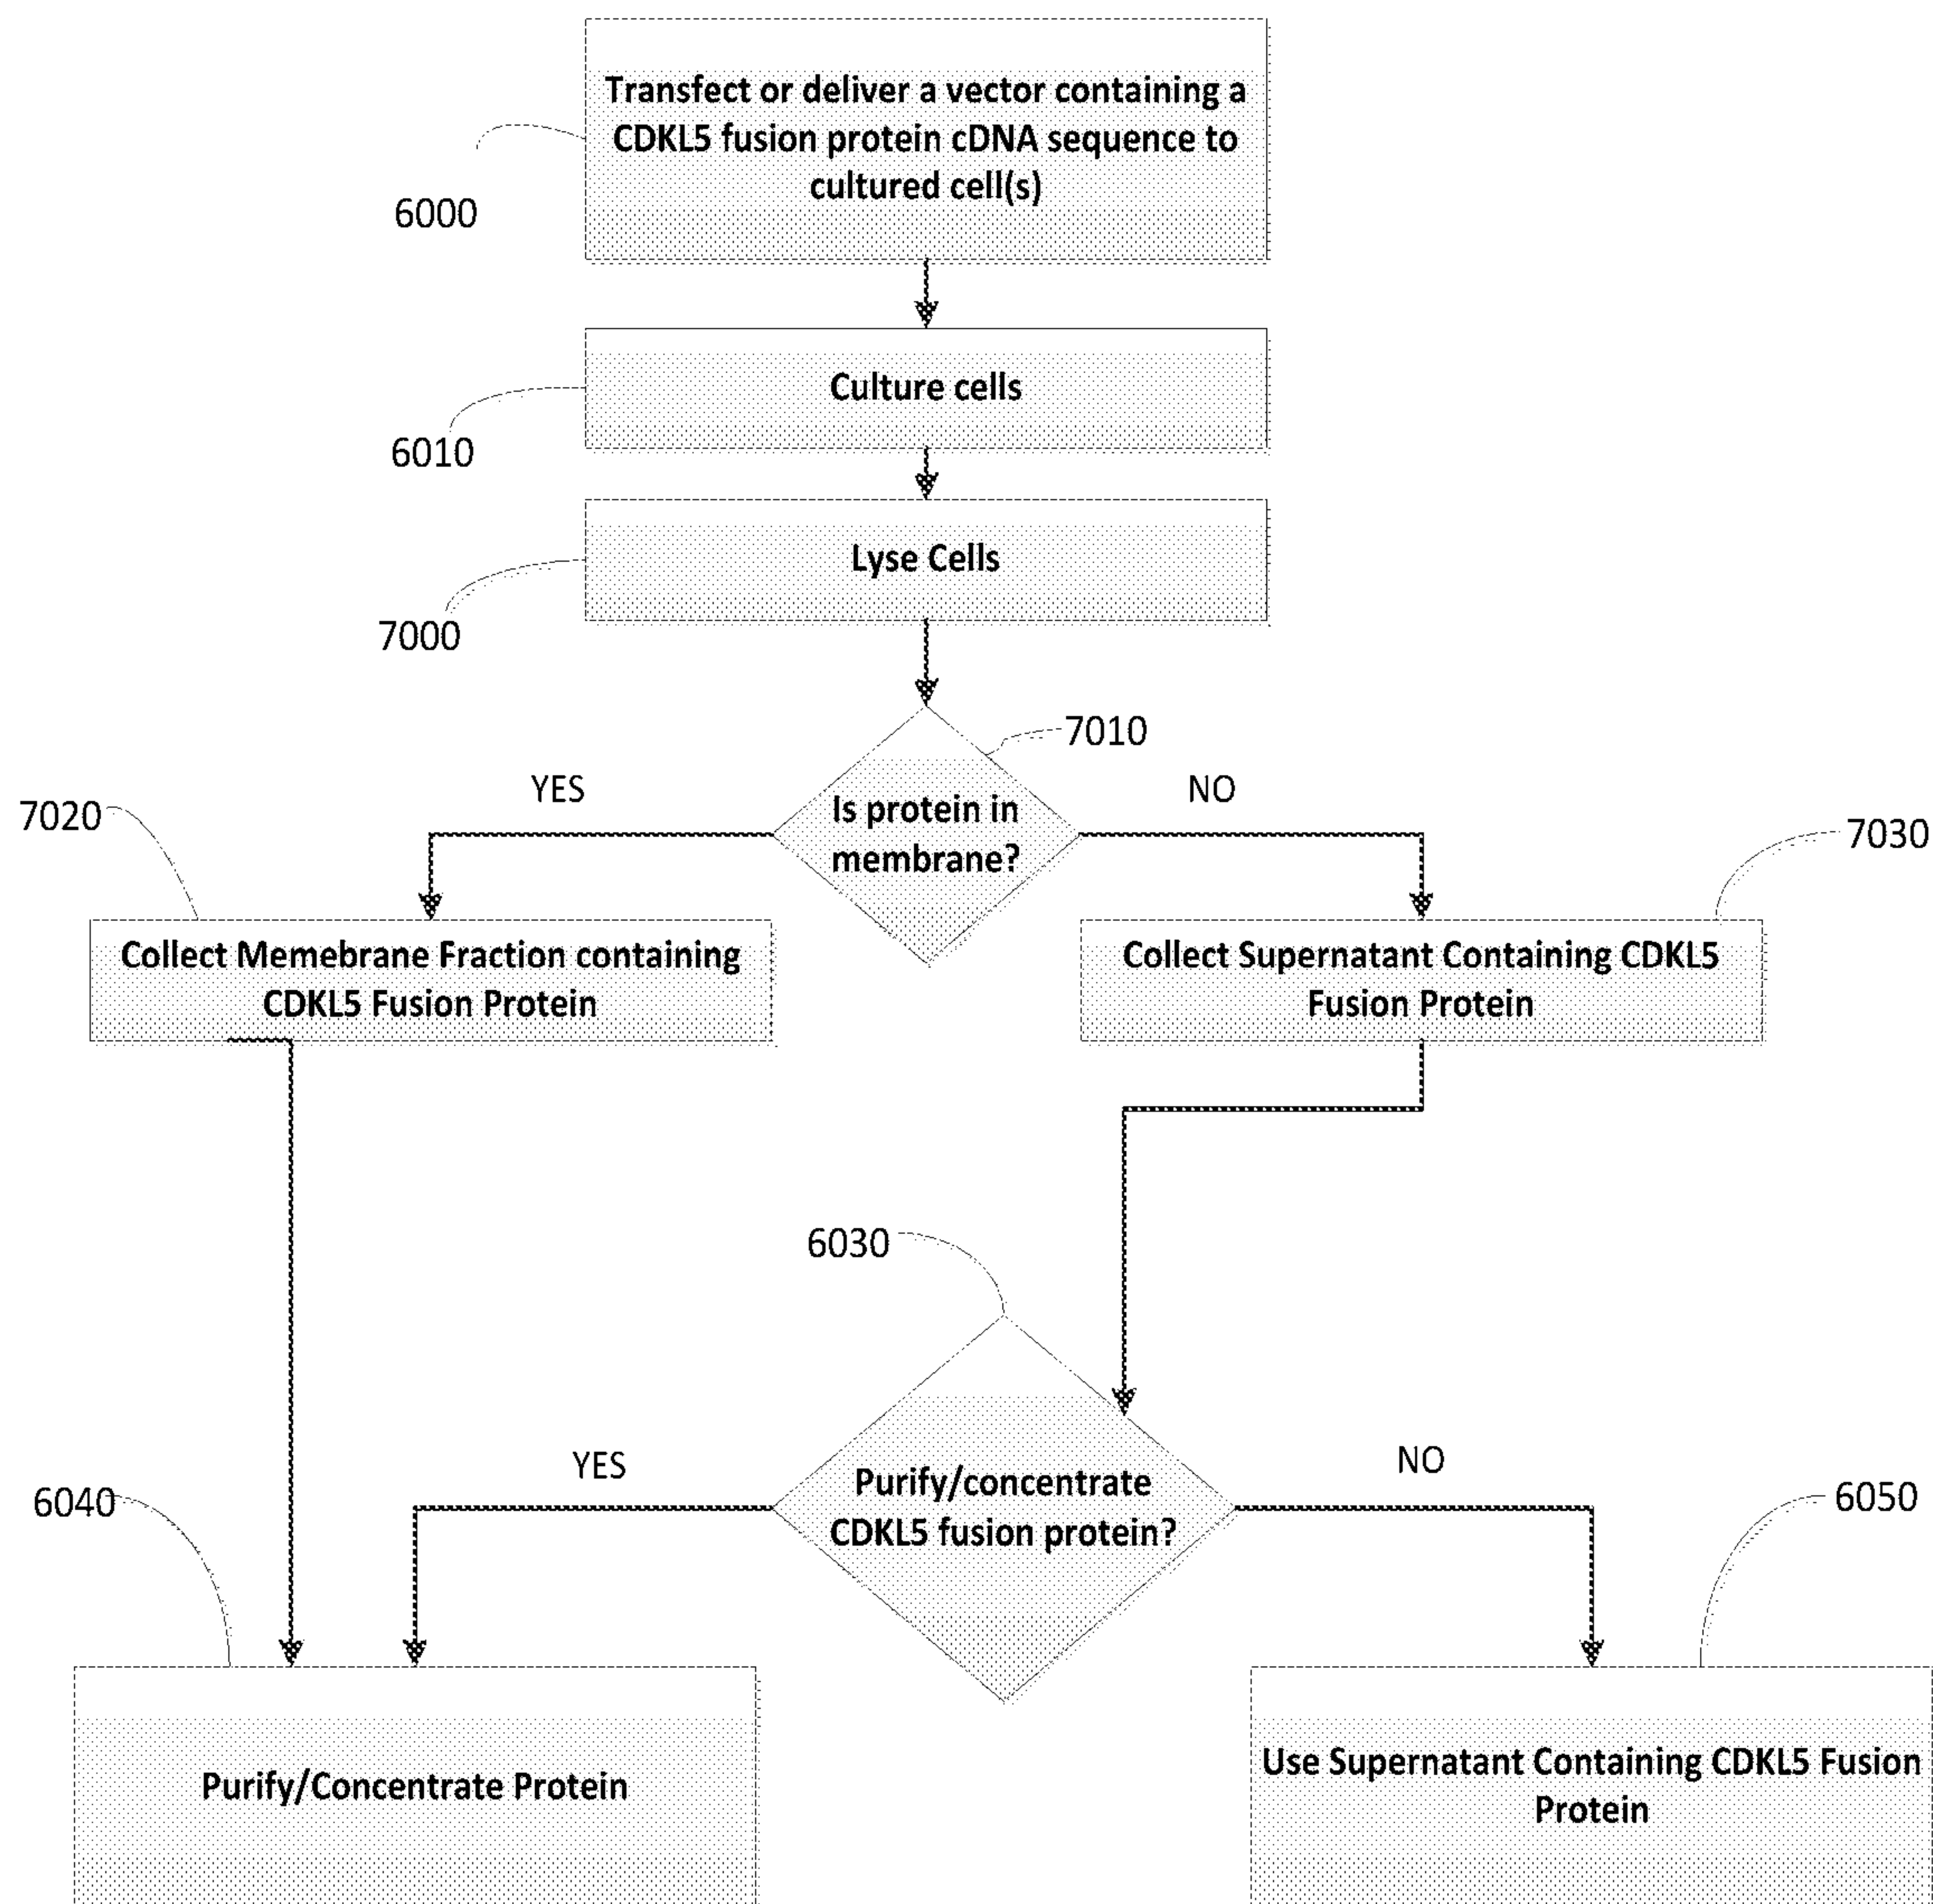 Transfect or deliver a vector containing a
CDKL5 fusion protein cDNA sequence to
cultured cell(s)
6000
Culture cells
6010
Lyse Cells
7000
7010
YES
NO
Is protein in
membrane?
7020
7030
Collect Memebrane Fraction containing
CDKL5 Fusion Protein
Collect Supernatant Containing CDKL5
Fusion Protein
6030
YES
NO
Purify/concentrate
CDKL5 fusion protein?
6040
6050
Purify/Concentrate Protein
Use Supernatant Containing CDKL5 Fusion
Protein